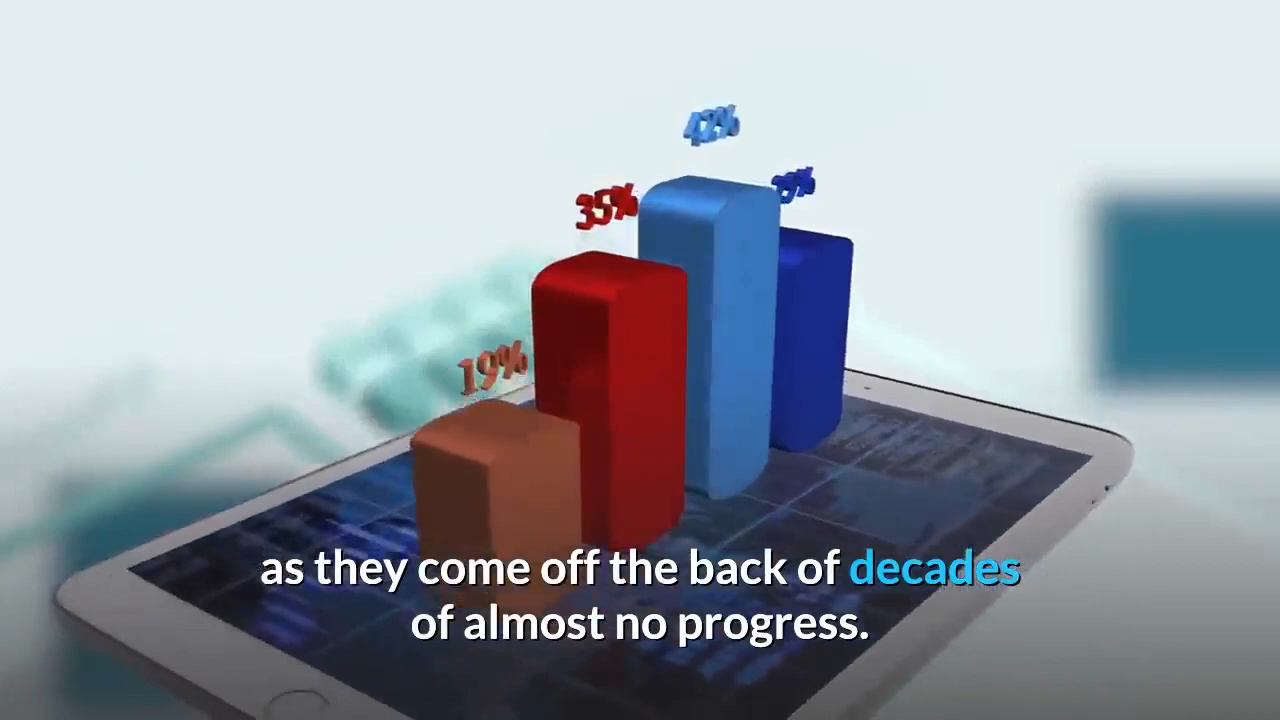 35%
19%
as they come off the back of decades
of almost no progress.